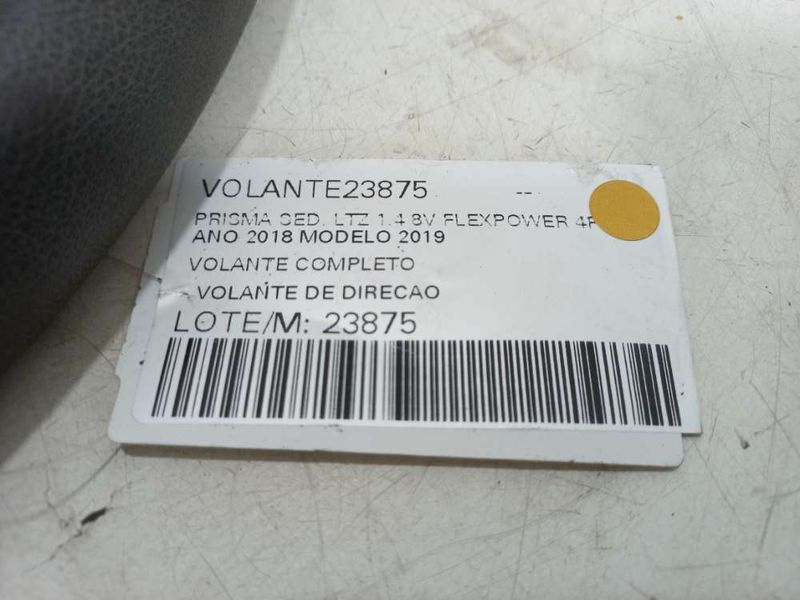 VOLANTE23875 --
PRISMA SED. LTZ 1.4 8V FLEXPOWER
ANO 2018 MODELO 2019
VOLANTE COMPLETO
- VOLANTE DE DIRECAO
LOTE/M: 23875